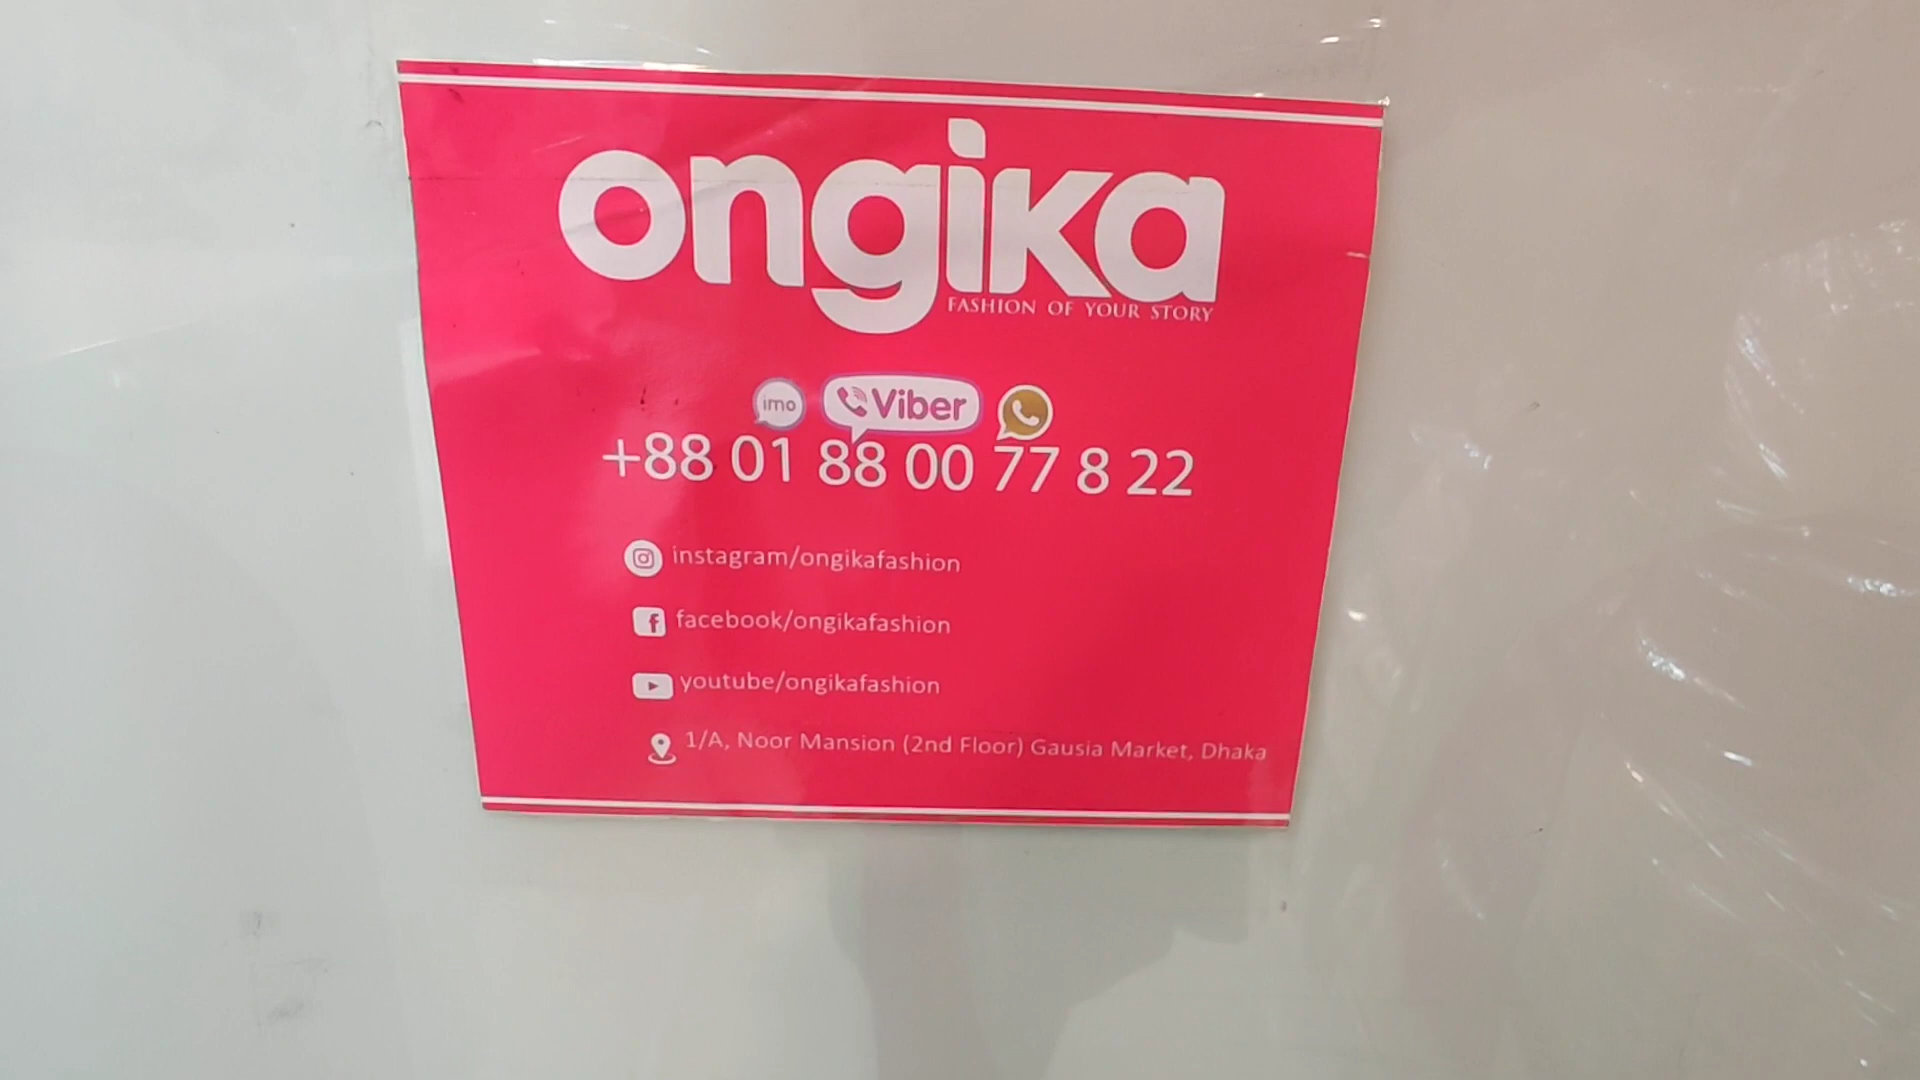 ongika
FASHION OF YOUR STORY
imo Viber
+88 01 88 00 77 8 22
instagram/ongikafashion
facebook/ongikafashion
youtube/ongikafashion
1/A, Noor Mansion (2nd Floor) Gausia Market, Dhaka